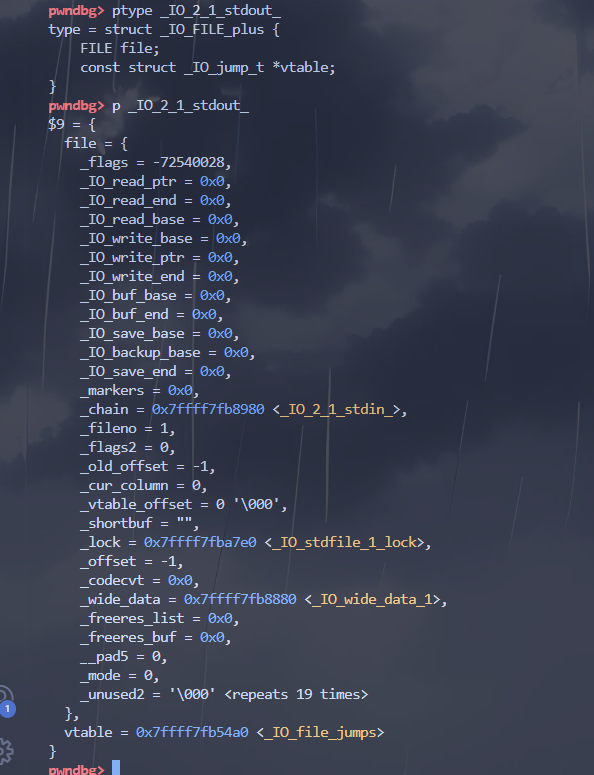 pwndbg> ptype _IO_2_1_stdout_
type = struct _IO_FILE_plus {
    FILE file;
    const struct _IO_jump_t *vtable;
}
pwndbg> p _IO_2_1_stdout_
$9 = {
  file = {
    _flags = -72540028,
    _IO_read_ptr = 0x0,
    _IO_read_end = 0x0,
    _IO_read_base = 0x0,
    _IO_write_base = 0x0,
    _IO_write_ptr = 0x0,
    _IO_write_end = 0x0,
    _IO_buf_base = 0x0,
    _IO_buf_end = 0x0,
    _IO_save_base = 0x0,
    _IO_backup_base = 0x0,
    _IO_save_end = 0x0,
    _markers = 0x0,
    _chain = 0x7ffff7fb8980 <_IO_2_1_stdin_>,
    _fileno = 1,
    _flags2 = 0,
    _old_offset = -1,
    _cur_column = 0,
    _vtable_offset = 0 '\000',
    _shortbuf = "",
    _lock = 0x7ffff7fba7e0 <_IO_stdfile_1_lock>,
    _offset = -1,
    _codecvt = 0x0,
    _wide_data = 0x7ffff7fb8880 <_IO_wide_data_1>,
    _freeres_list = 0x0,
    _freeres_buf = 0x0,
    __pad5 = 0,
    _mode = 0,
    _unused2 = '\000' <repeats 19 times>
  },
  vtable = 0x7ffff7fb54a0 <_IO_file_jumps>
}
pwndbg>
1